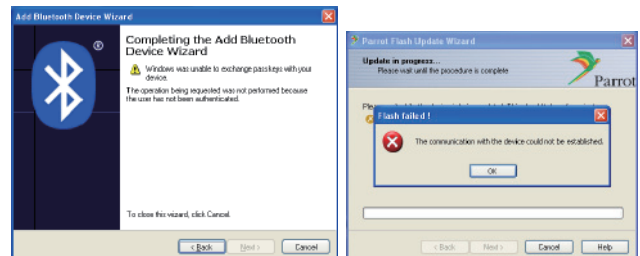 Add Bluetooth Device Wizard
®
Completing the Add Bluetooth
Device Wizard
Windows was unable to exchange passkeys with your
device.
The operation being requested was not performed because
the user has not been authenticated.
To close this wizard, click Cancel.
< Back
Next >
Cancel
Parrot Flash Update Wizard
Update in progress...
Please wait until the procedure is complete
Parrot
Flash failed !
The communication with the device could not be established.
OK
< Back
Next >
Cancel
Help